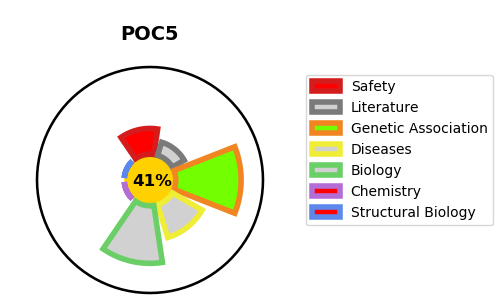 POC5
41%
Safety
Literature
Genetic Association
Diseases
Biology
Chemistry
Structural Biology